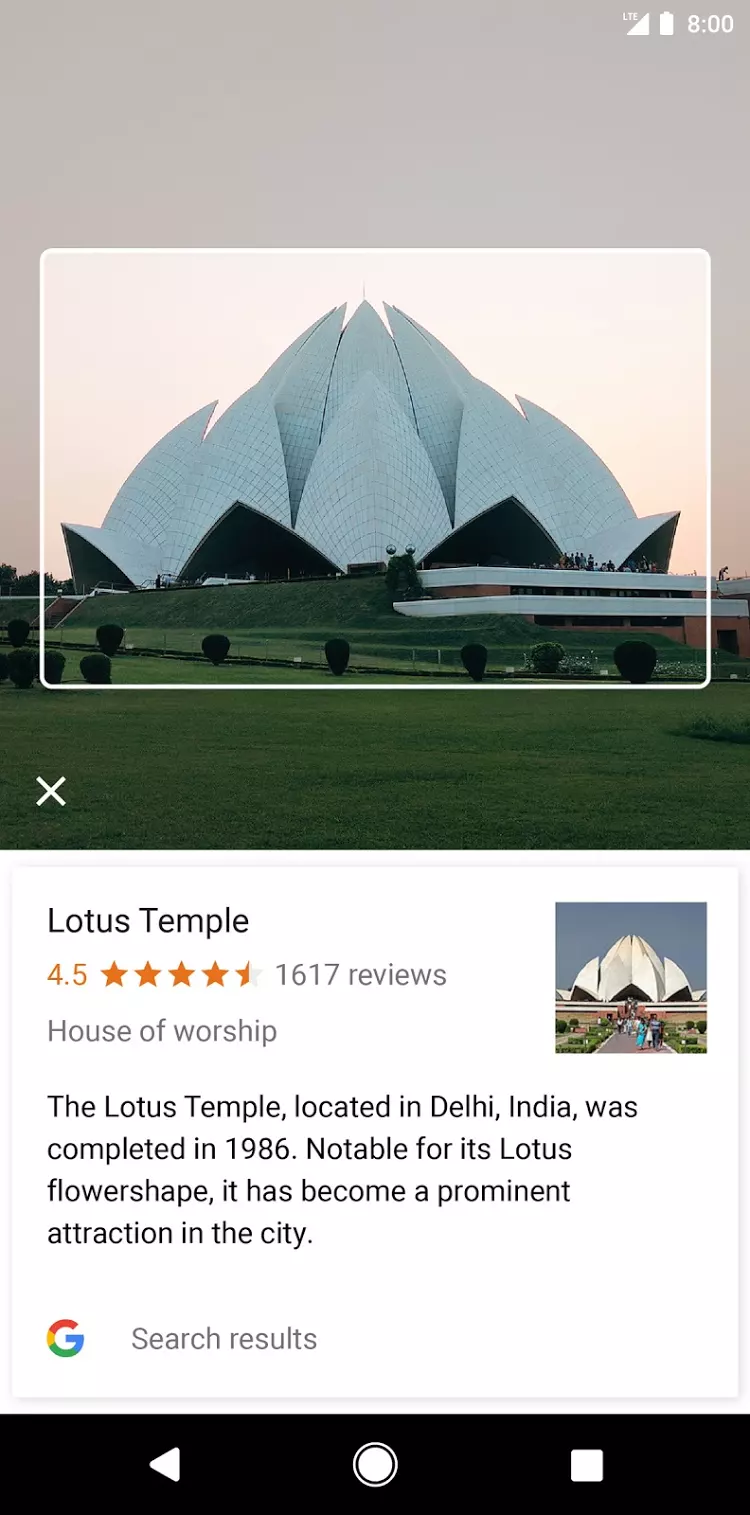 LTE 8:00
Lotus Temple
4.5 1617 reviews
House of worship
The Lotus Temple, located in Delhi, India, was
completed in 1986. Notable for its Lotus
flowershape, it has become a prominent
attraction in the city.
Search results